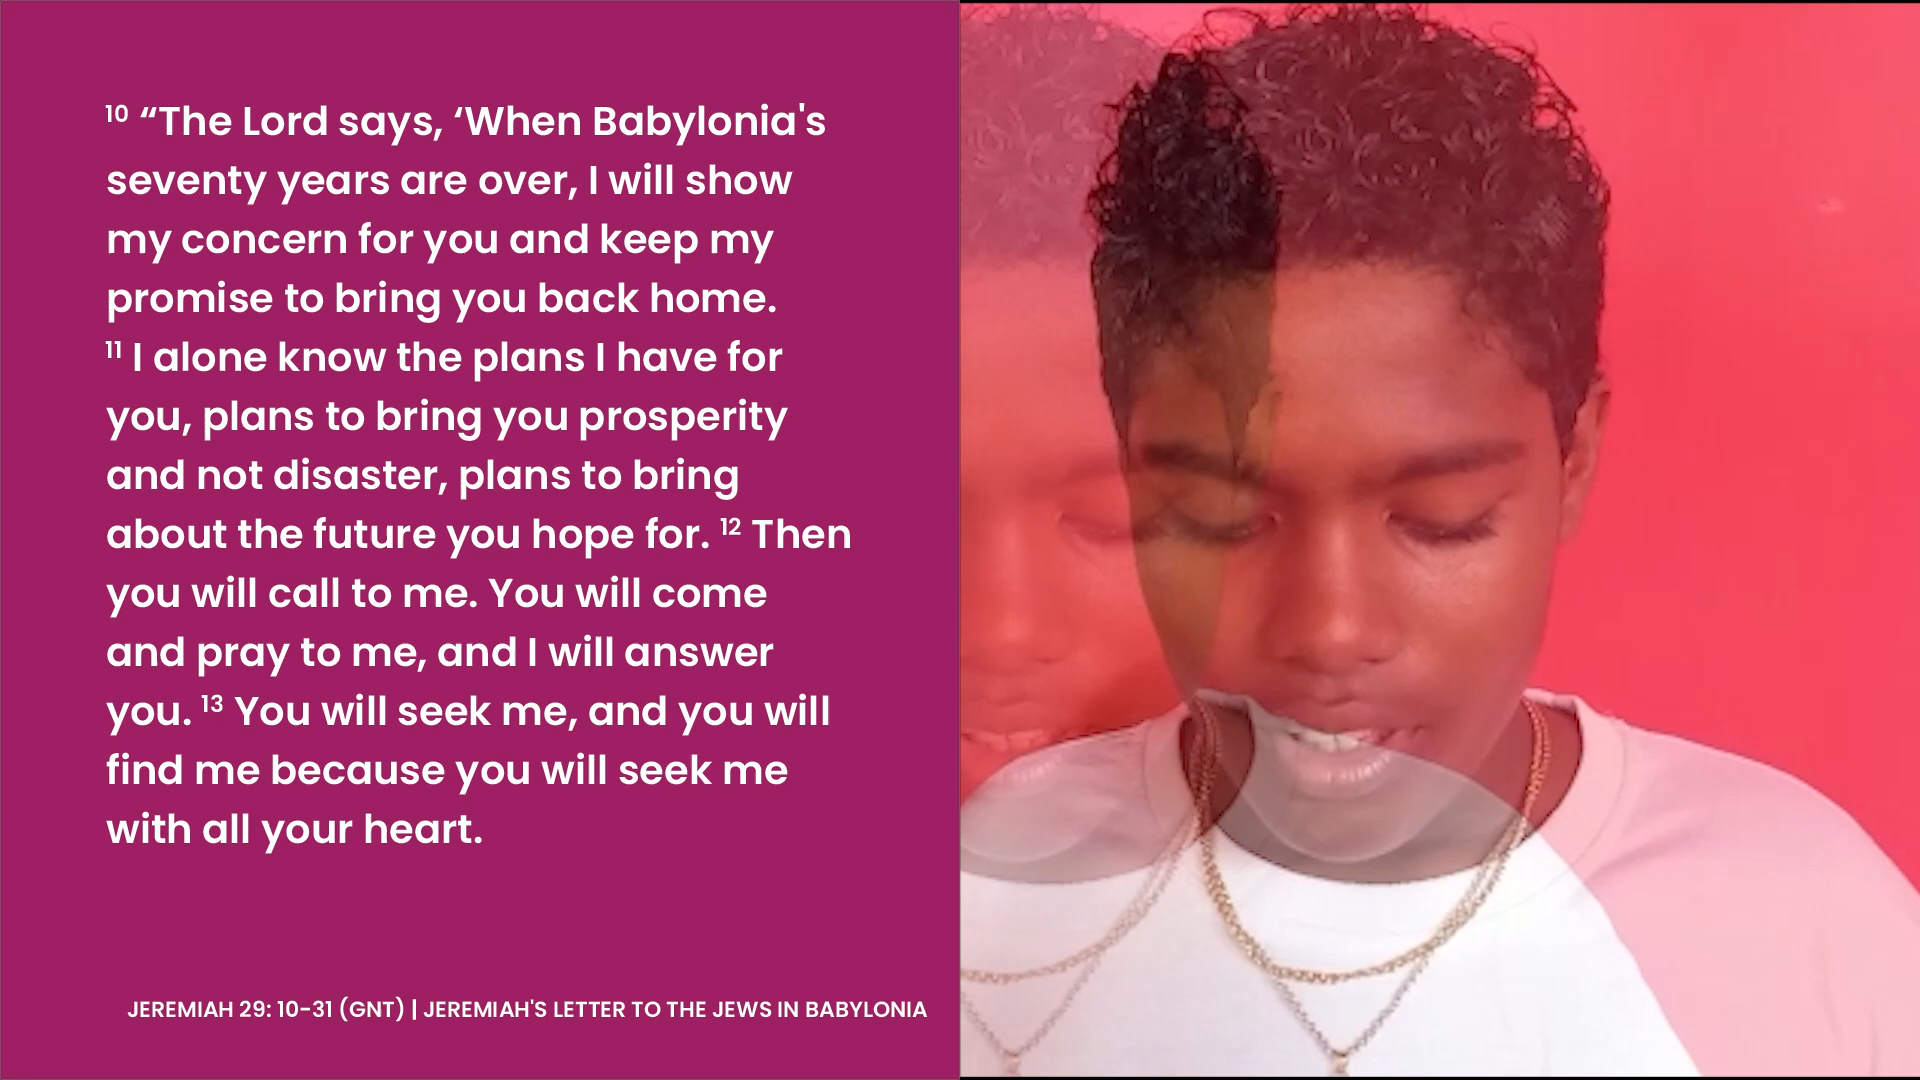 ¹⁰ “The Lord says, ‘When Babylonia's
seventy years are over, I will show
my concern for you and keep my
promise to bring you back home.
¹¹ I alone know the plans I have for
you, plans to bring you prosperity
and not disaster, plans to bring
about the future you hope for. ¹² Then
you will call to me. You will come
and pray to me, and I will answer
you. ¹³ You will seek me, and you will
find me because you will seek me
with all your heart.
JEREMIAH 29: 10-31 (GNT) | JEREMIAH'S LETTER TO THE JEWS IN BABYLONIA